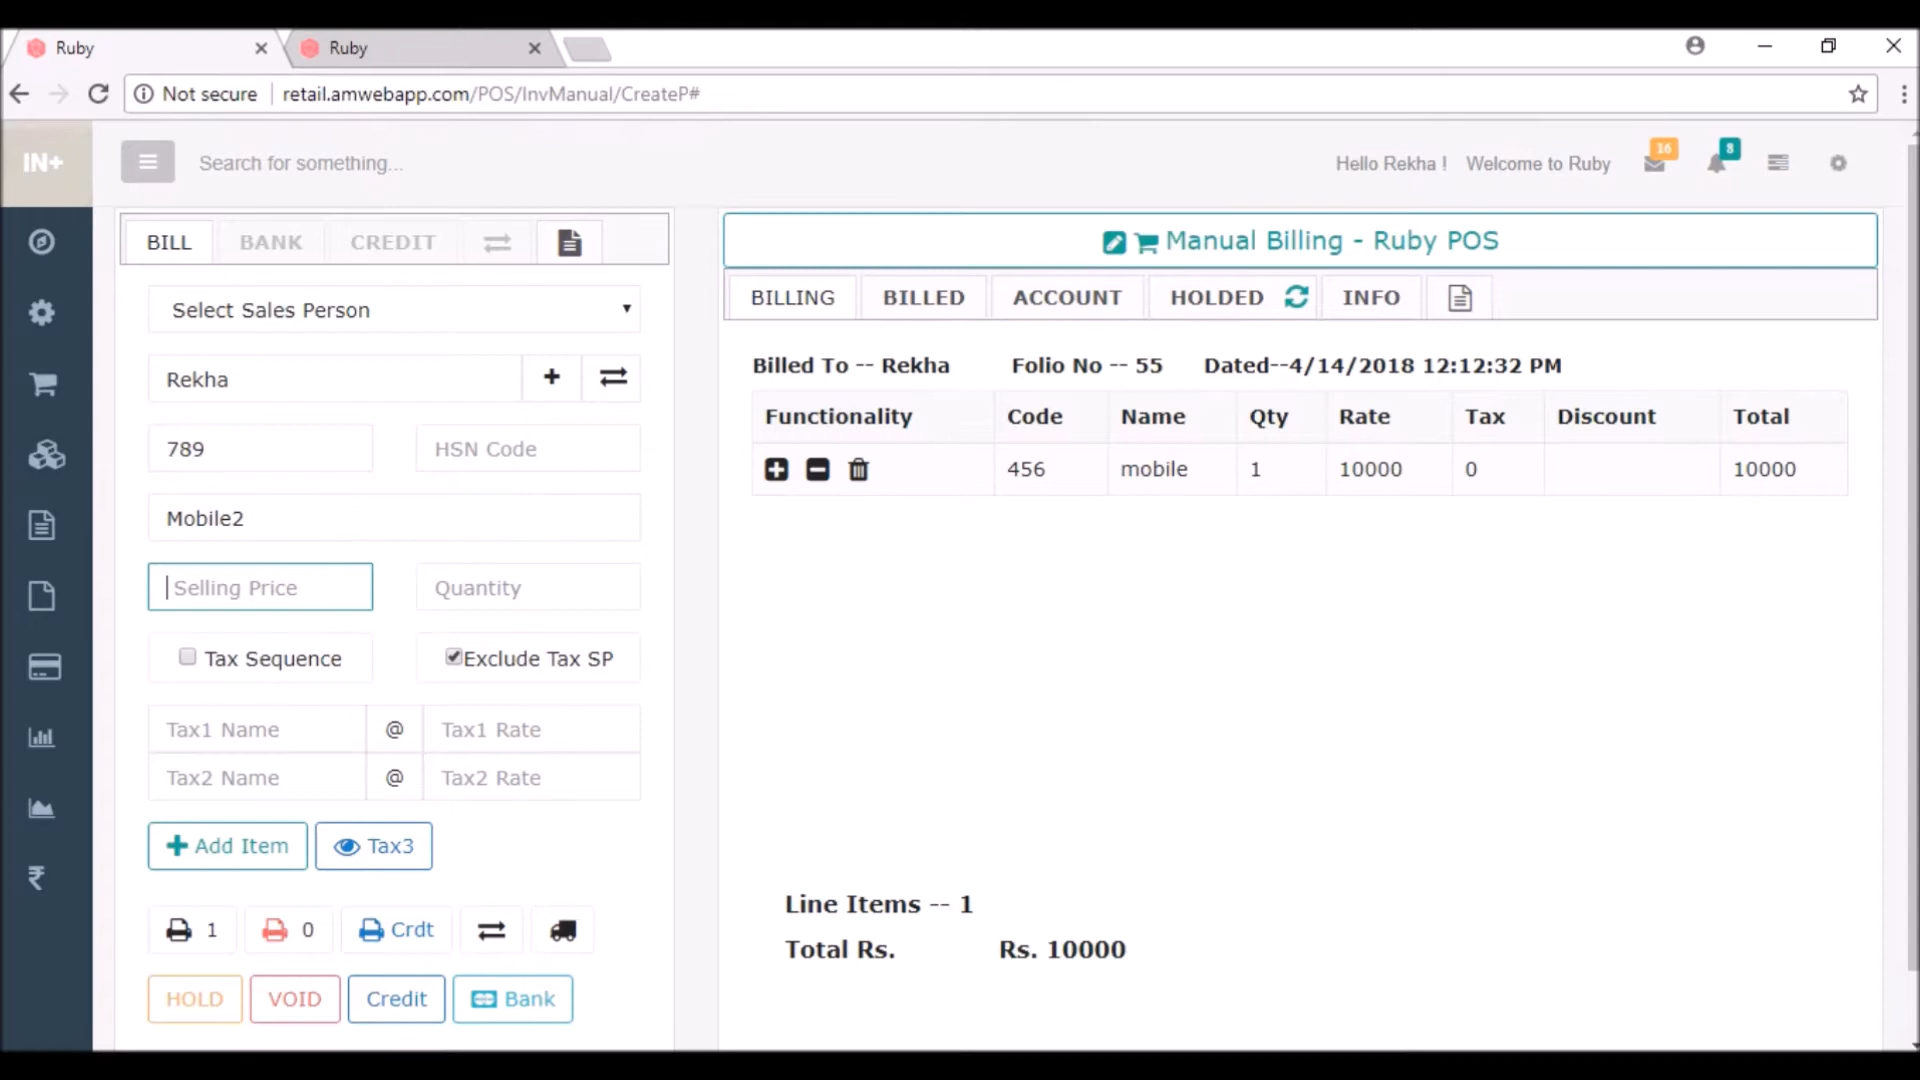 Ruby
Ruby
Not secure retail.amwebapp.com/POS/InvManual/CreateP#
IN+
Search for something...
Hello Rekha ! Welcome to Ruby 16 8
BILL BANK CREDIT
Select Sales Person
Rekha
789 HSN Code
Mobile2
Selling Price Quantity
Tax Sequence Exclude Tax SP
Tax1 Name @ Tax1 Rate
Tax2 Name @ Tax2 Rate
Add Item Tax3
1 0 Crdt
HOLD VOID Credit Bank
Manual Billing - Ruby POS
BILLING BILLED ACCOUNT HOLDED INFO
Billed To -- Rekha Folio No -- 55 Dated--4/14/2018 12:12:32 PM
Functionality Code Name Qty Rate Tax Discount Total
456 mobile 1 10000 0 10000
Line Items -- 1
Total Rs. Rs. 10000